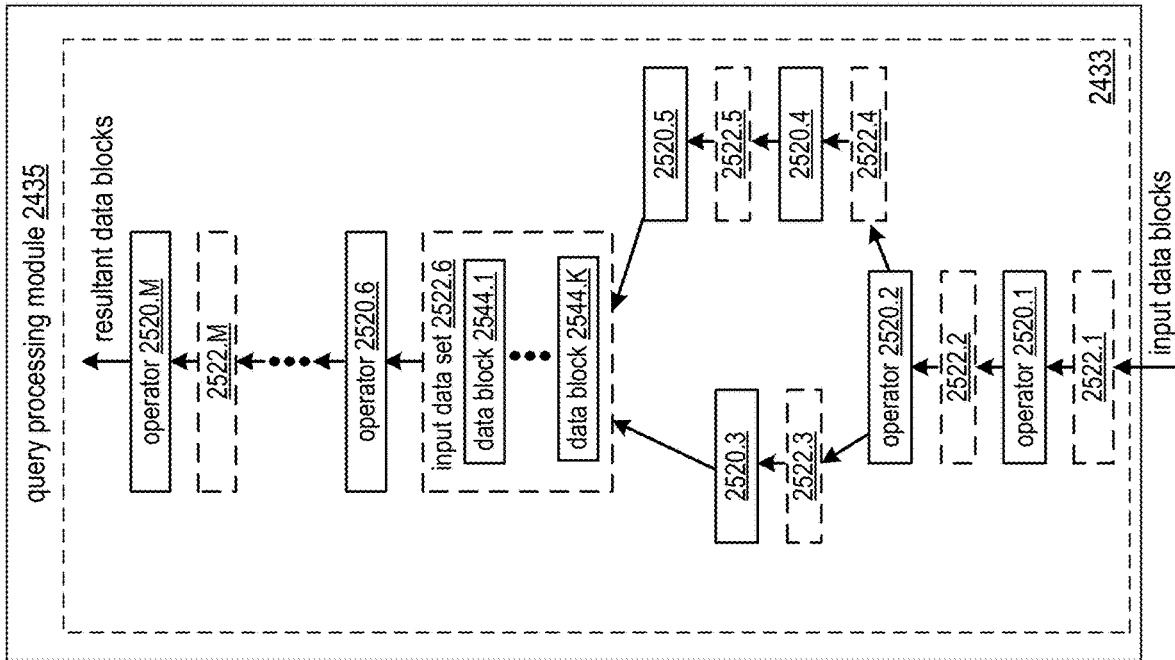 query processing module 2435
resultant data blocks
operator 2520.M
2522.M
operator 2520.6
input data set 2522.6
data block 2544.1
data block 2544.K
2520.5
2522.5
2520.4
2522.4
2520.3
2522.3
operator 2520.2
2522.2
operator 2520.1
2522.1
2433
input data blocks